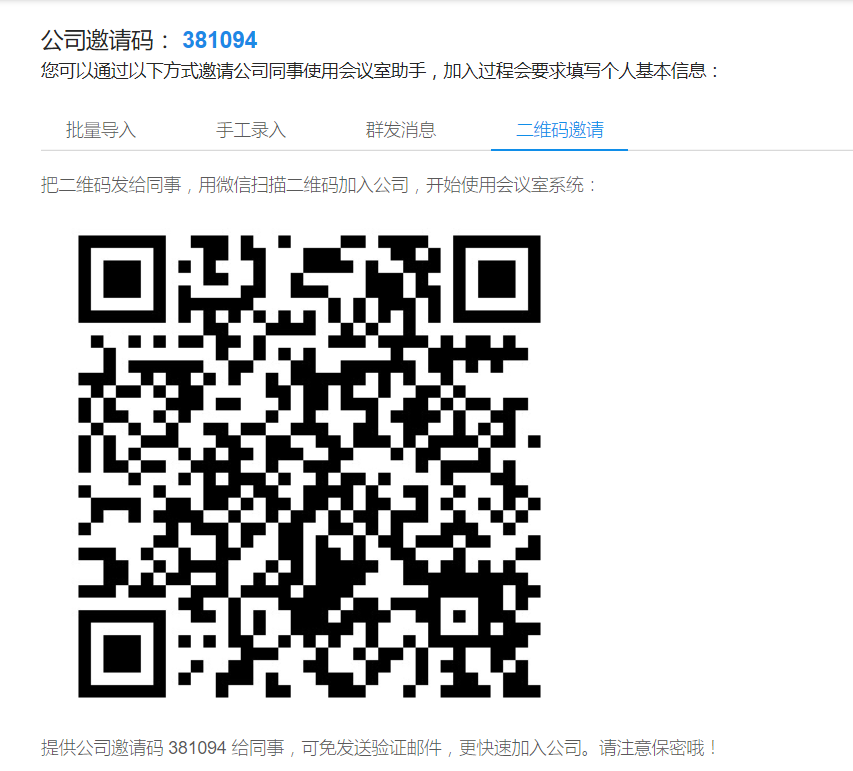 公司邀请码： 381094
您可以通过以下方式邀请公司同事使用会议室助手，加入过程会要求填写个人基本信息：
批量导入 手工录入 群发消息 二维码邀请
把二维码发给同事，用微信扫描二维码加入公司，开始使用会议室系统：
提供公司邀请码 381094 给同事，可免发送验证邮件，更快速加入公司。请注意保密哦！